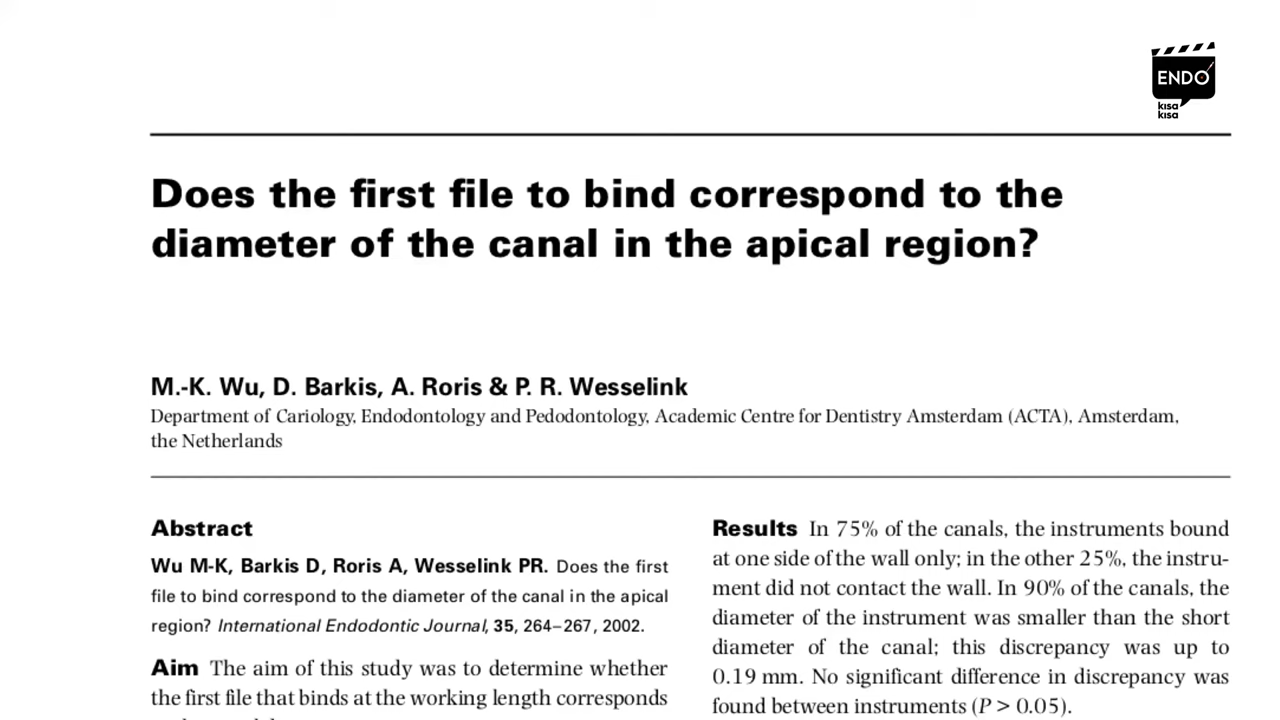 ENDO
kısa
kısa
Does the first file to bind correspond to the
diameter of the canal in the apical region?
M.-K. Wu, D. Barkis, A. Roris & P. R. Wesselink
Department of Cariology, Endodontology and Pedodontology, Academic Centre for Dentistry Amsterdam (ACTA), Amsterdam,
the Netherlands
Abstract
Wu M-K, Barkis D, Roris A, Wesselink PR. Does the first
file to bind correspond to the diameter of the canal in the apical
region? International Endodontic Journal, 35, 264–267, 2002.
Aim The aim of this study was to determine whether
the first file that binds at the working length corresponds
Results In 75% of the canals, the instruments bound
at one side of the wall only; in the other 25%, the instru-
ment did not contact the wall. In 90% of the canals, the
diameter of the instrument was smaller than the short
diameter of the canal; this discrepancy was up to
0.19 mm. No significant difference in discrepancy was
found between instruments (P > 0.05).